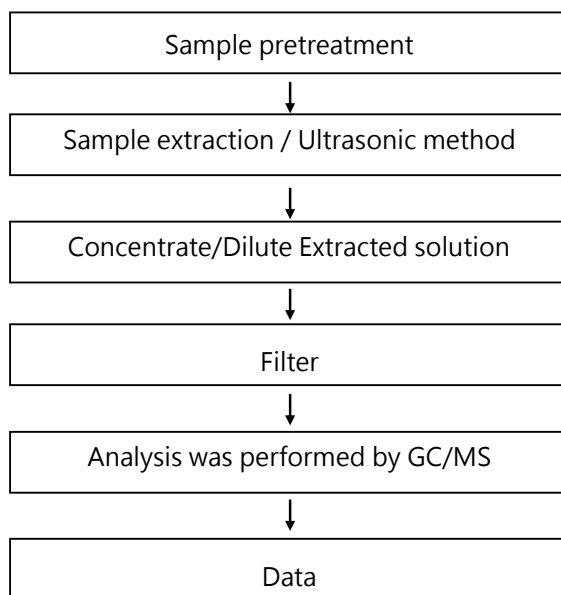 Sample pretreatment
Sample extraction / Ultrasonic method
Concentrate/Dilute Extracted solution
Filter
Analysis was performed by GC/MS
Data